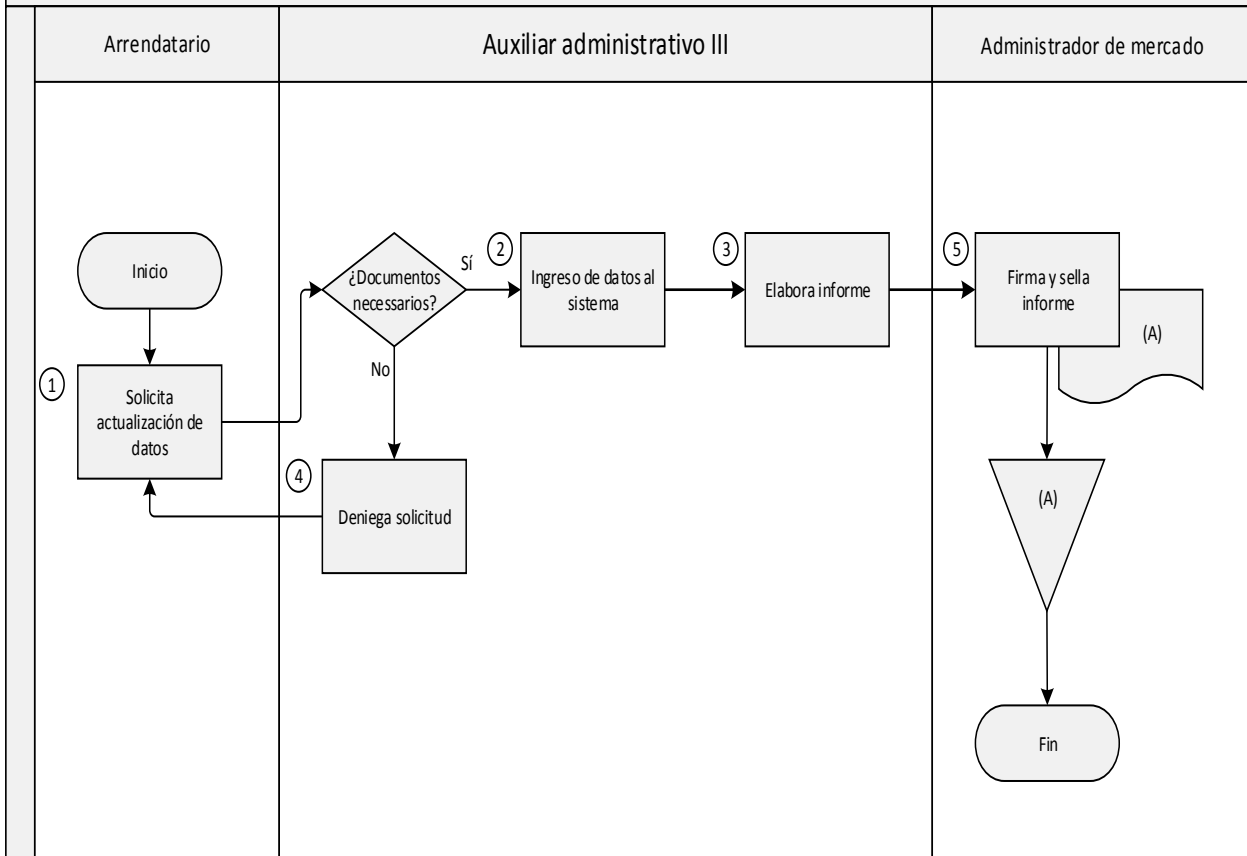 Arrendatario
Auxiliar administrativo III
Administrador de mercado
Inicio
1
Solicita
actualización de
datos
¿Documentos
necessarios?
Sí
No
2
Ingreso de datos al
sistema
3
Elabora informe
4
Deniega solicitud
5
Firma y sella
informe
(A)
(A)
Fin